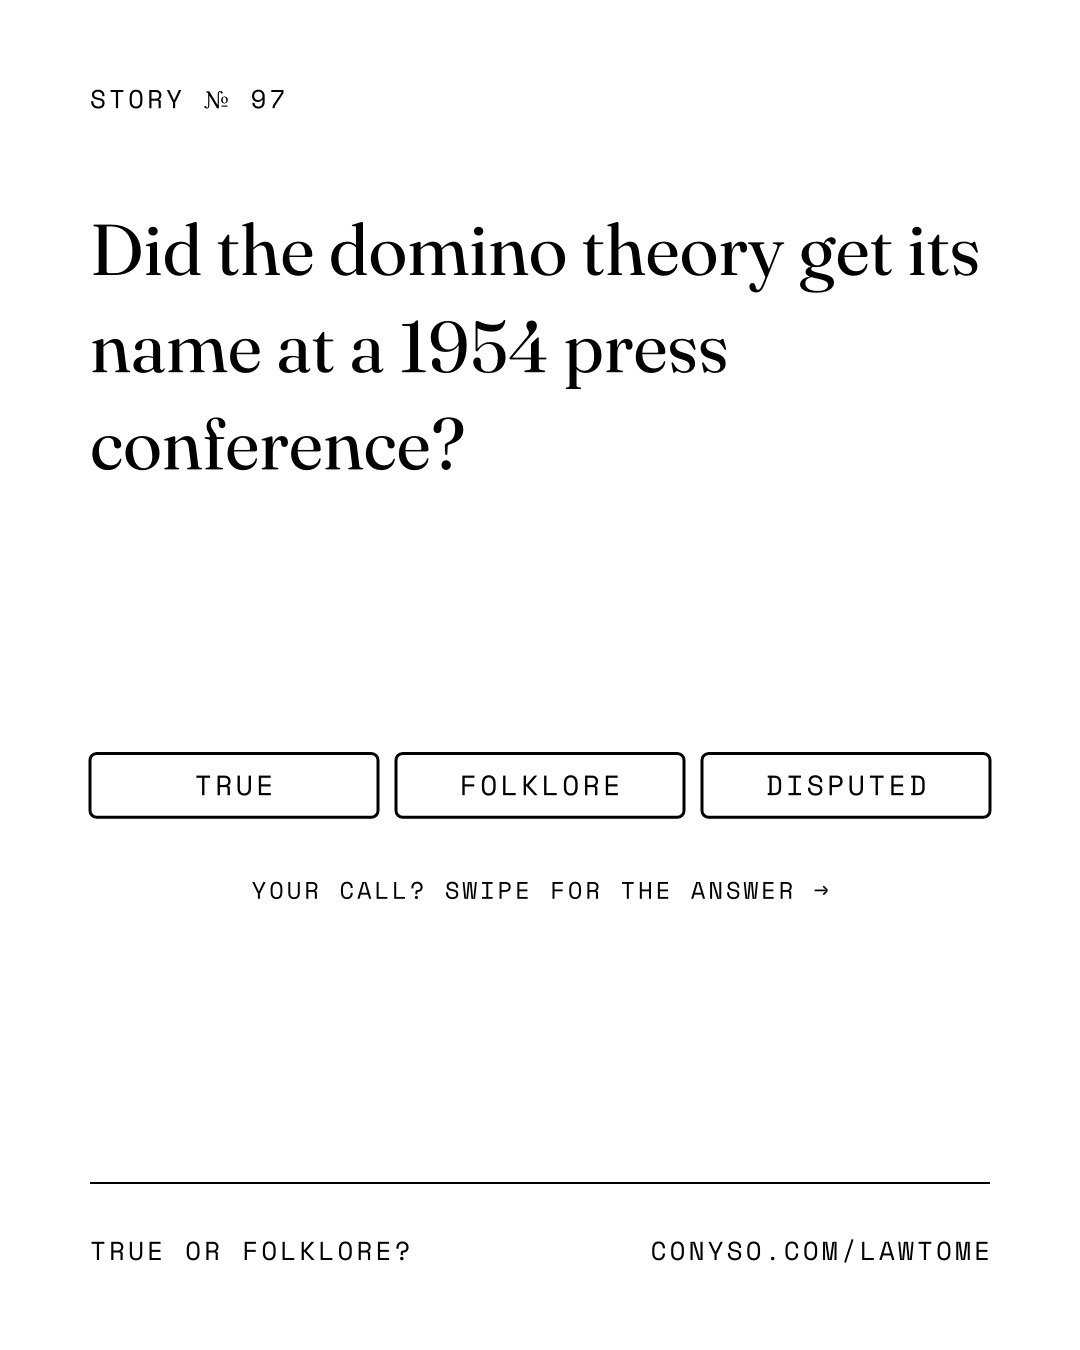 STORY № 97
Did the domino theory get its
name at a 1954 press
conference?
TRUE
FOLKLORE
DISPUTED
YOUR CALL? SWIPE FOR THE ANSWER →
TRUE OR FOLKLORE?
CONYSO.COM/LAWTOME